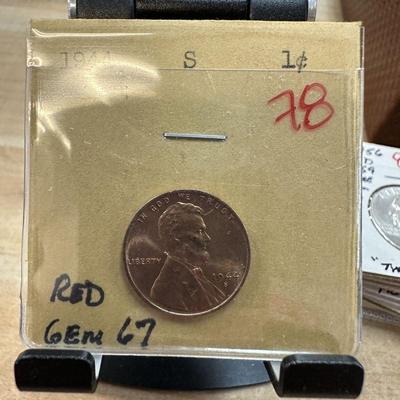 1944 S 1¢
78
IN GOD WE TRUST
LIBERTY
1944
S
RED
GEM 67